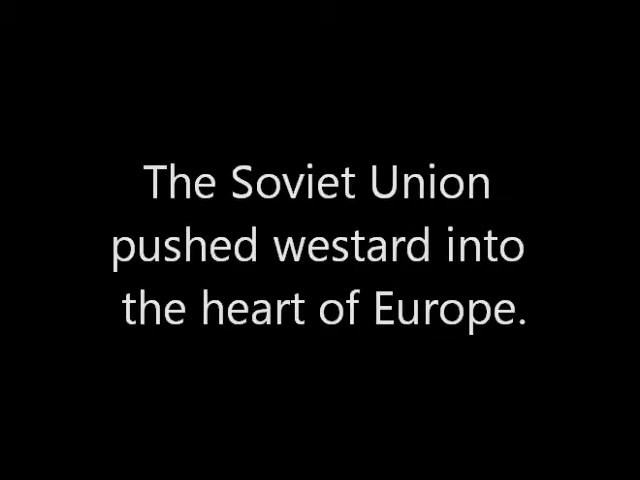 The Soviet Union
pushed westard into
the heart of Europe.